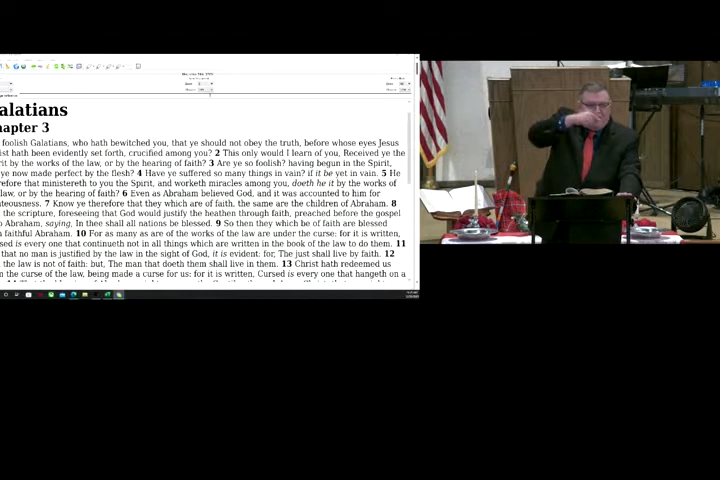 alatians
hapter 3
foolish Galatians, who hath bewitched you, that ye should not obey the truth, before whose eyes Jesus
ist hath been evidently set forth, crucified among you? 2 This only would I learn of you, Received ye the
rit by the works of the law, or by the hearing of faith? 3 Are ye so foolish? having begun in the Spirit,
ye now made perfect by the flesh? 4 Have ye suffered so many things in vain? if it be yet in vain. 5 He
refore that ministereth to you the Spirit, and worketh miracles among you, doeth he it by the works of
law, or by the hearing of faith? 6 Even as Abraham believed God, and it was accounted to him for
teousness. 7 Know ye therefore that they which are of faith, the same are the children of Abraham. 8
the scripture, foreseeing that God would justify the heathen through faith, preached before the gospel
o Abraham, saying, In thee shall all nations be blessed. 9 So then they which be of faith are blessed
faithful Abraham. 10 For as many as are of the works of the law are under the curse: for it is written,
sed is every one that continueth not in all things which are written in the book of the law to do them. 11
that no man is justified by the law in the sight of God, it is evident: for, The just shall live by faith. 12
the law is not of faith: but, The man that doeth them shall live in them. 13 Christ hath redeemed us
m the curse of the law, being made a curse for us: for it is written, Cursed is every one that hangeth on a